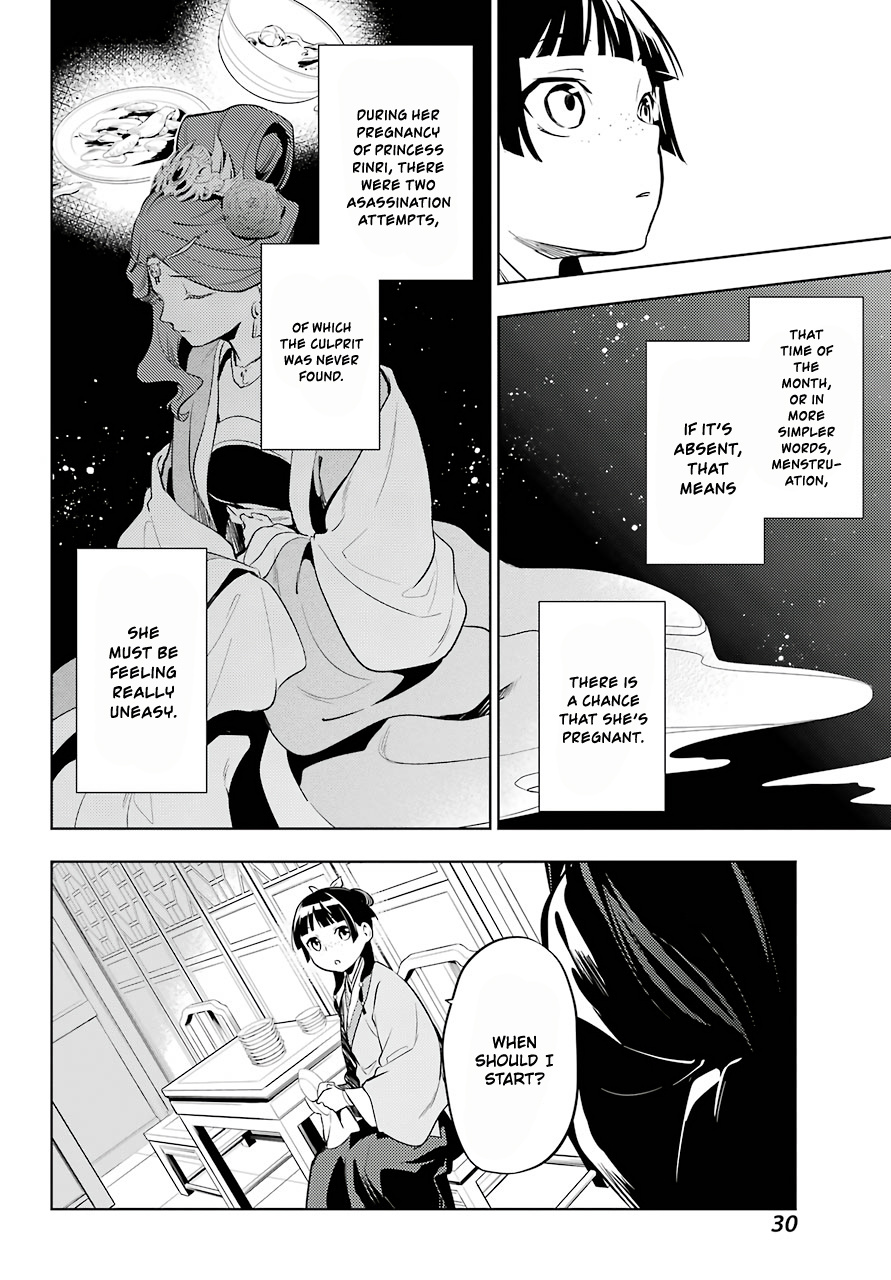 THAT
TIME OF
THE
MONTH,
OR IN
MORE
SIMPLER
WORDS,
MENSTRU-
ATION,
IF IT'S
ABSENT,
THAT
MEANS
THERE IS
A CHANCE
THAT SHE'S
PREGNANT.
DURING HER
PREGNANCY
OF PRINCESS
RINRI, THERE
WERE TWO
ASASSINATION
ATTEMPTS,
OF WHICH
THE CULPRIT
WAS NEVER
FOUND.
SHE
MUST BE
FEELING
REALLY
UNEASY.
WHEN
SHOULD I
START?
30